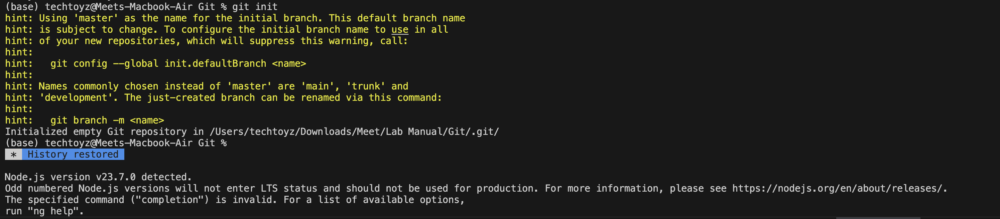 (base) techtoyz@Meets-Macbook-Air Git % git init
hint: Using 'master' as the name for the initial branch. This default branch name
hint: is subject to change. To configure the initial branch name to use in all
hint: of your new repositories, which will suppress this warning, call:
hint:
hint:   git config --global init.defaultBranch <name>
hint:
hint: Names commonly chosen instead of 'master' are 'main', 'trunk' and
hint: 'development'. The just-created branch can be renamed via this command:
hint:
hint:   git branch -m <name>
Initialized empty Git repository in /Users/techtoyz/Downloads/Meet/Lab Manual/Git/.git/
(base) techtoyz@Meets-Macbook-Air Git %
* History restored
Node.js version v23.7.0 detected.
Odd numbered Node.js versions will not enter LTS status and should not be used for production. For more information, please see https://nodejs.org/en/about/releases/.
The specified command ("completion") is invalid. For a list of available options,
run "ng help".